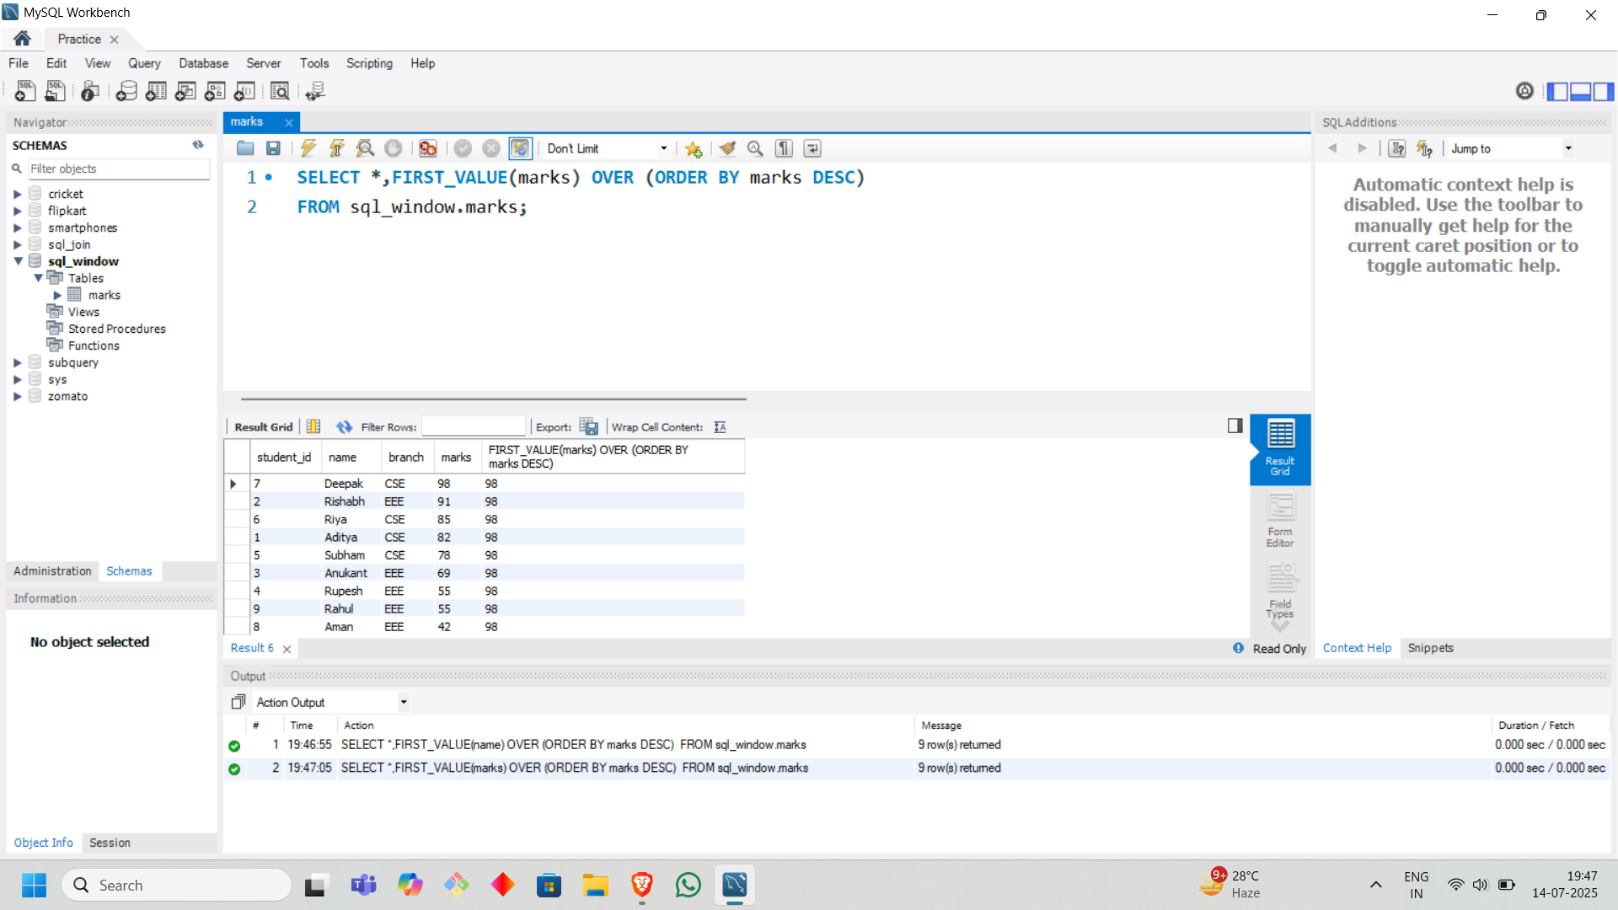 MySQL Workbench
Practice
File Edit View Query Database Server Tools Scripting Help
Navigator
SCHEMAS
Filter objects
cricket
flipkart
smartphones
sql_join
sql_window
Tables
marks
Views
Stored Procedures
Functions
subquery
sys
zomato
Administration Schemas
Information
No object selected
Object Info Session
marks
Don't Limit
1 SELECT *,FIRST_VALUE(marks) OVER (ORDER BY marks DESC)
2 FROM sql_window.marks;
Result Grid Filter Rows: Export: Wrap Cell Content:
student_id name branch marks FIRST_VALUE(marks) OVER (ORDER BY
marks DESC)
7 Deepak CSE 98 98
2 Rishabh EEE 91 98
6 Riya CSE 85 98
1 Aditya CSE 82 98
5 Subham CSE 78 98
3 Anukant EEE 69 98
4 Rupesh EEE 55 98
9 Rahul EEE 55 98
8 Aman EEE 42 98
Result
Grid
Form
Editor
Field
Types
Result 6
Read Only
SQLAdditions
Jump to
Automatic context help is
disabled. Use the toolbar to
manually get help for the
current caret position or to
toggle automatic help.
Context Help Snippets
Output
Action Output
# Time Action Message Duration / Fetch
1 19:46:55 SELECT *,FIRST_VALUE(name) OVER (ORDER BY marks DESC) FROM sql_window.marks 9 row(s) returned 0.000 sec / 0.000 sec
2 19:47:05 SELECT *,FIRST_VALUE(marks) OVER (ORDER BY marks DESC) FROM sql_window.marks 9 row(s) returned 0.000 sec / 0.000 sec
Search
9+
28°C
Haze
ENG
IN
19:47
14-07-2025